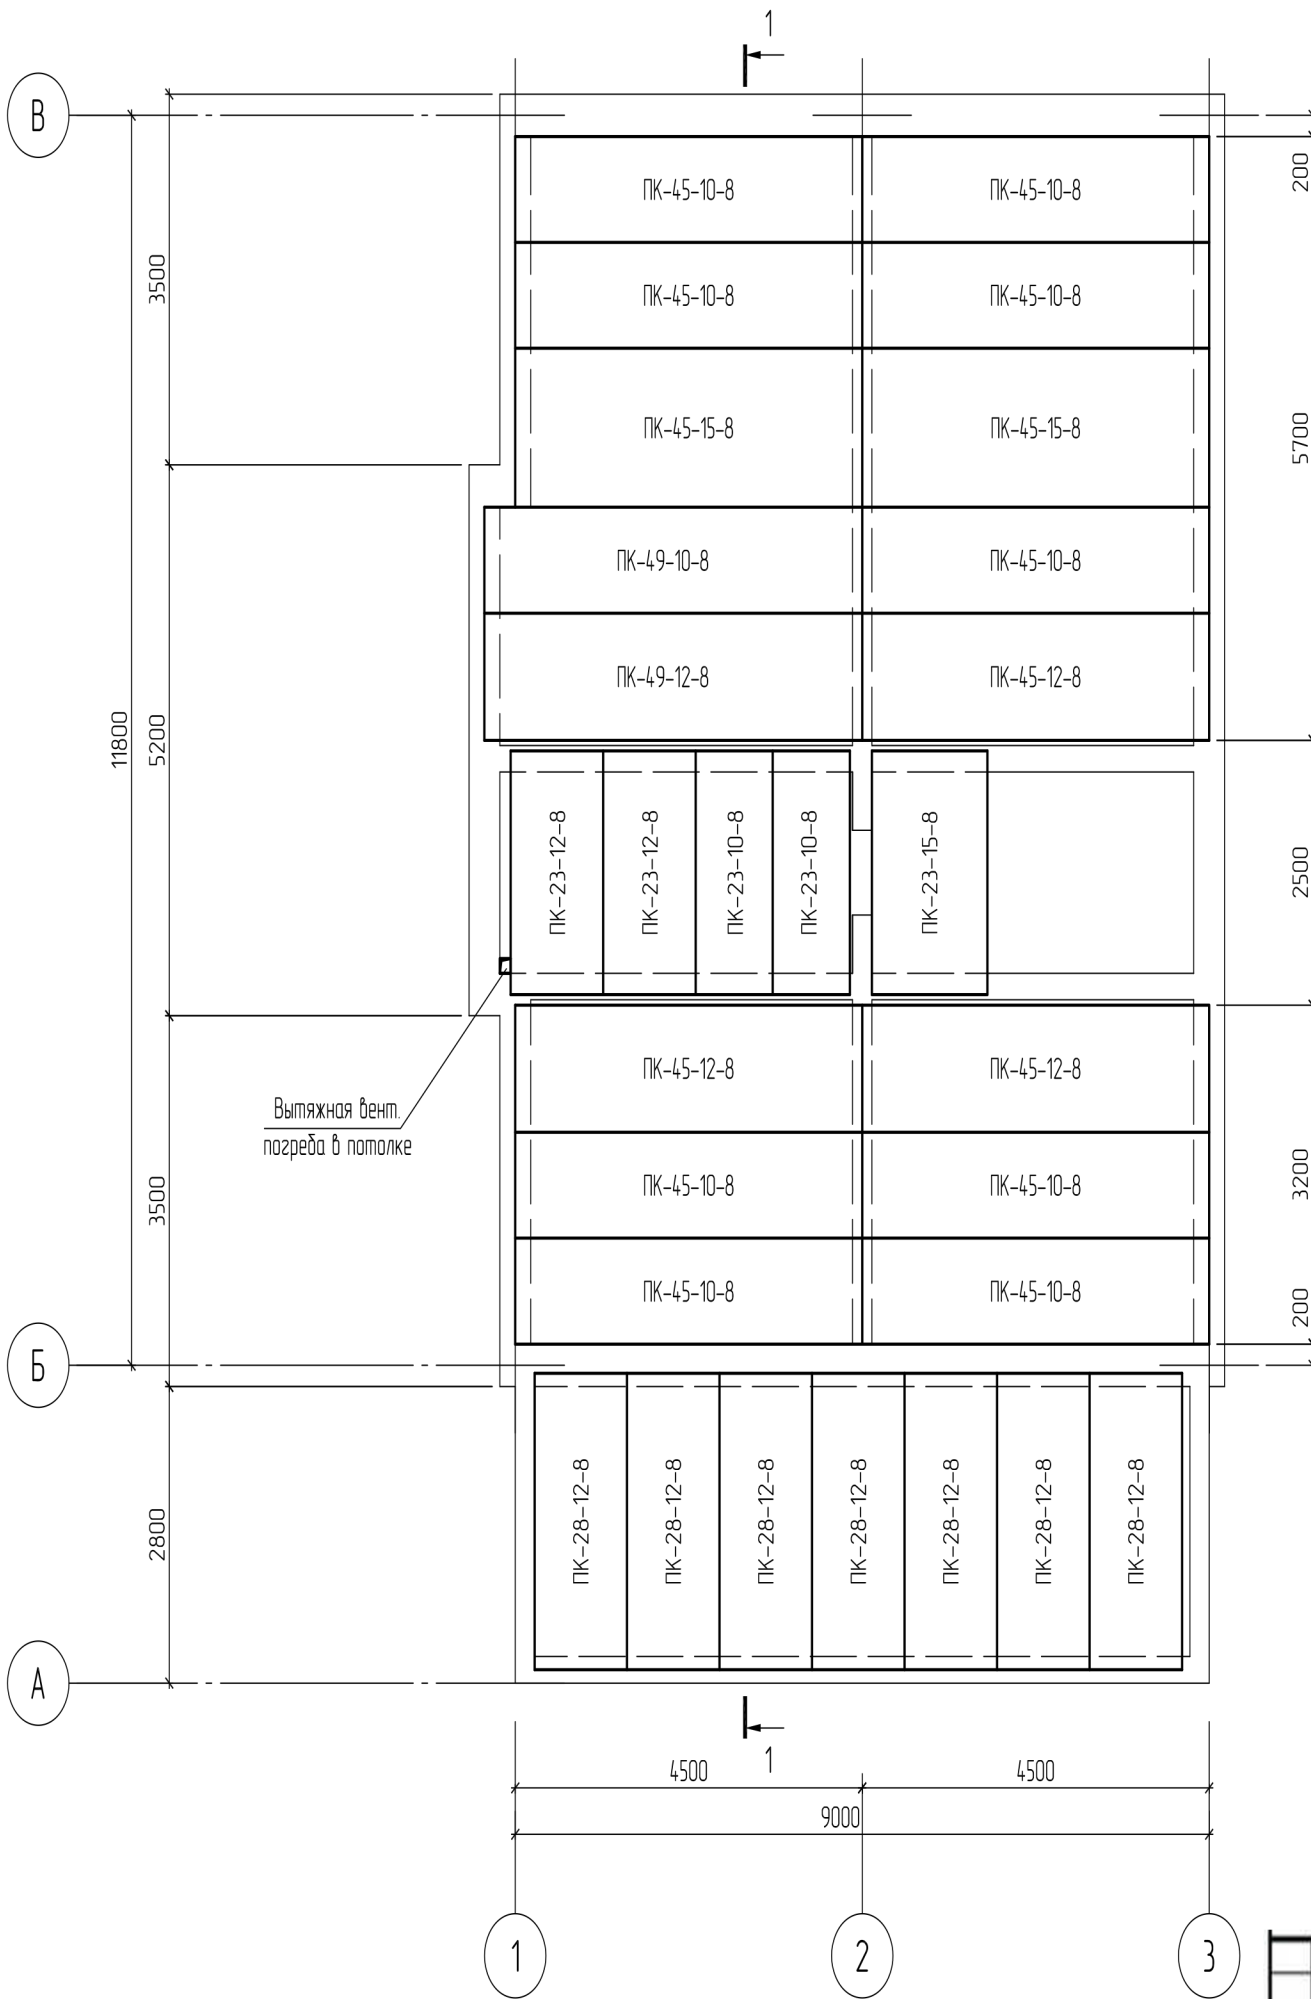 1
В
200
ПК-45-10-8 ПК-45-10-8
3500
ПК-45-10-8 ПК-45-10-8
ПК-45-15-8 ПК-45-15-8
5700
ПК-49-10-8 ПК-45-10-8
ПК-49-12-8 ПК-45-12-8
11800
5200
ПК-23-12-8
ПК-23-12-8
ПК-23-10-8
ПК-23-10-8
ПК-23-15-8
2500
ПК-45-12-8 ПК-45-12-8
Вытяжная вент.
погреба в потолке
3500
ПК-45-10-8 ПК-45-10-8
3200
ПК-45-10-8 ПК-45-10-8
200
Б
2800
ПК-28-12-8
ПК-28-12-8
ПК-28-12-8
ПК-28-12-8
ПК-28-12-8
ПК-28-12-8
ПК-28-12-8
А
1
4500 4500
9000
1 2 3